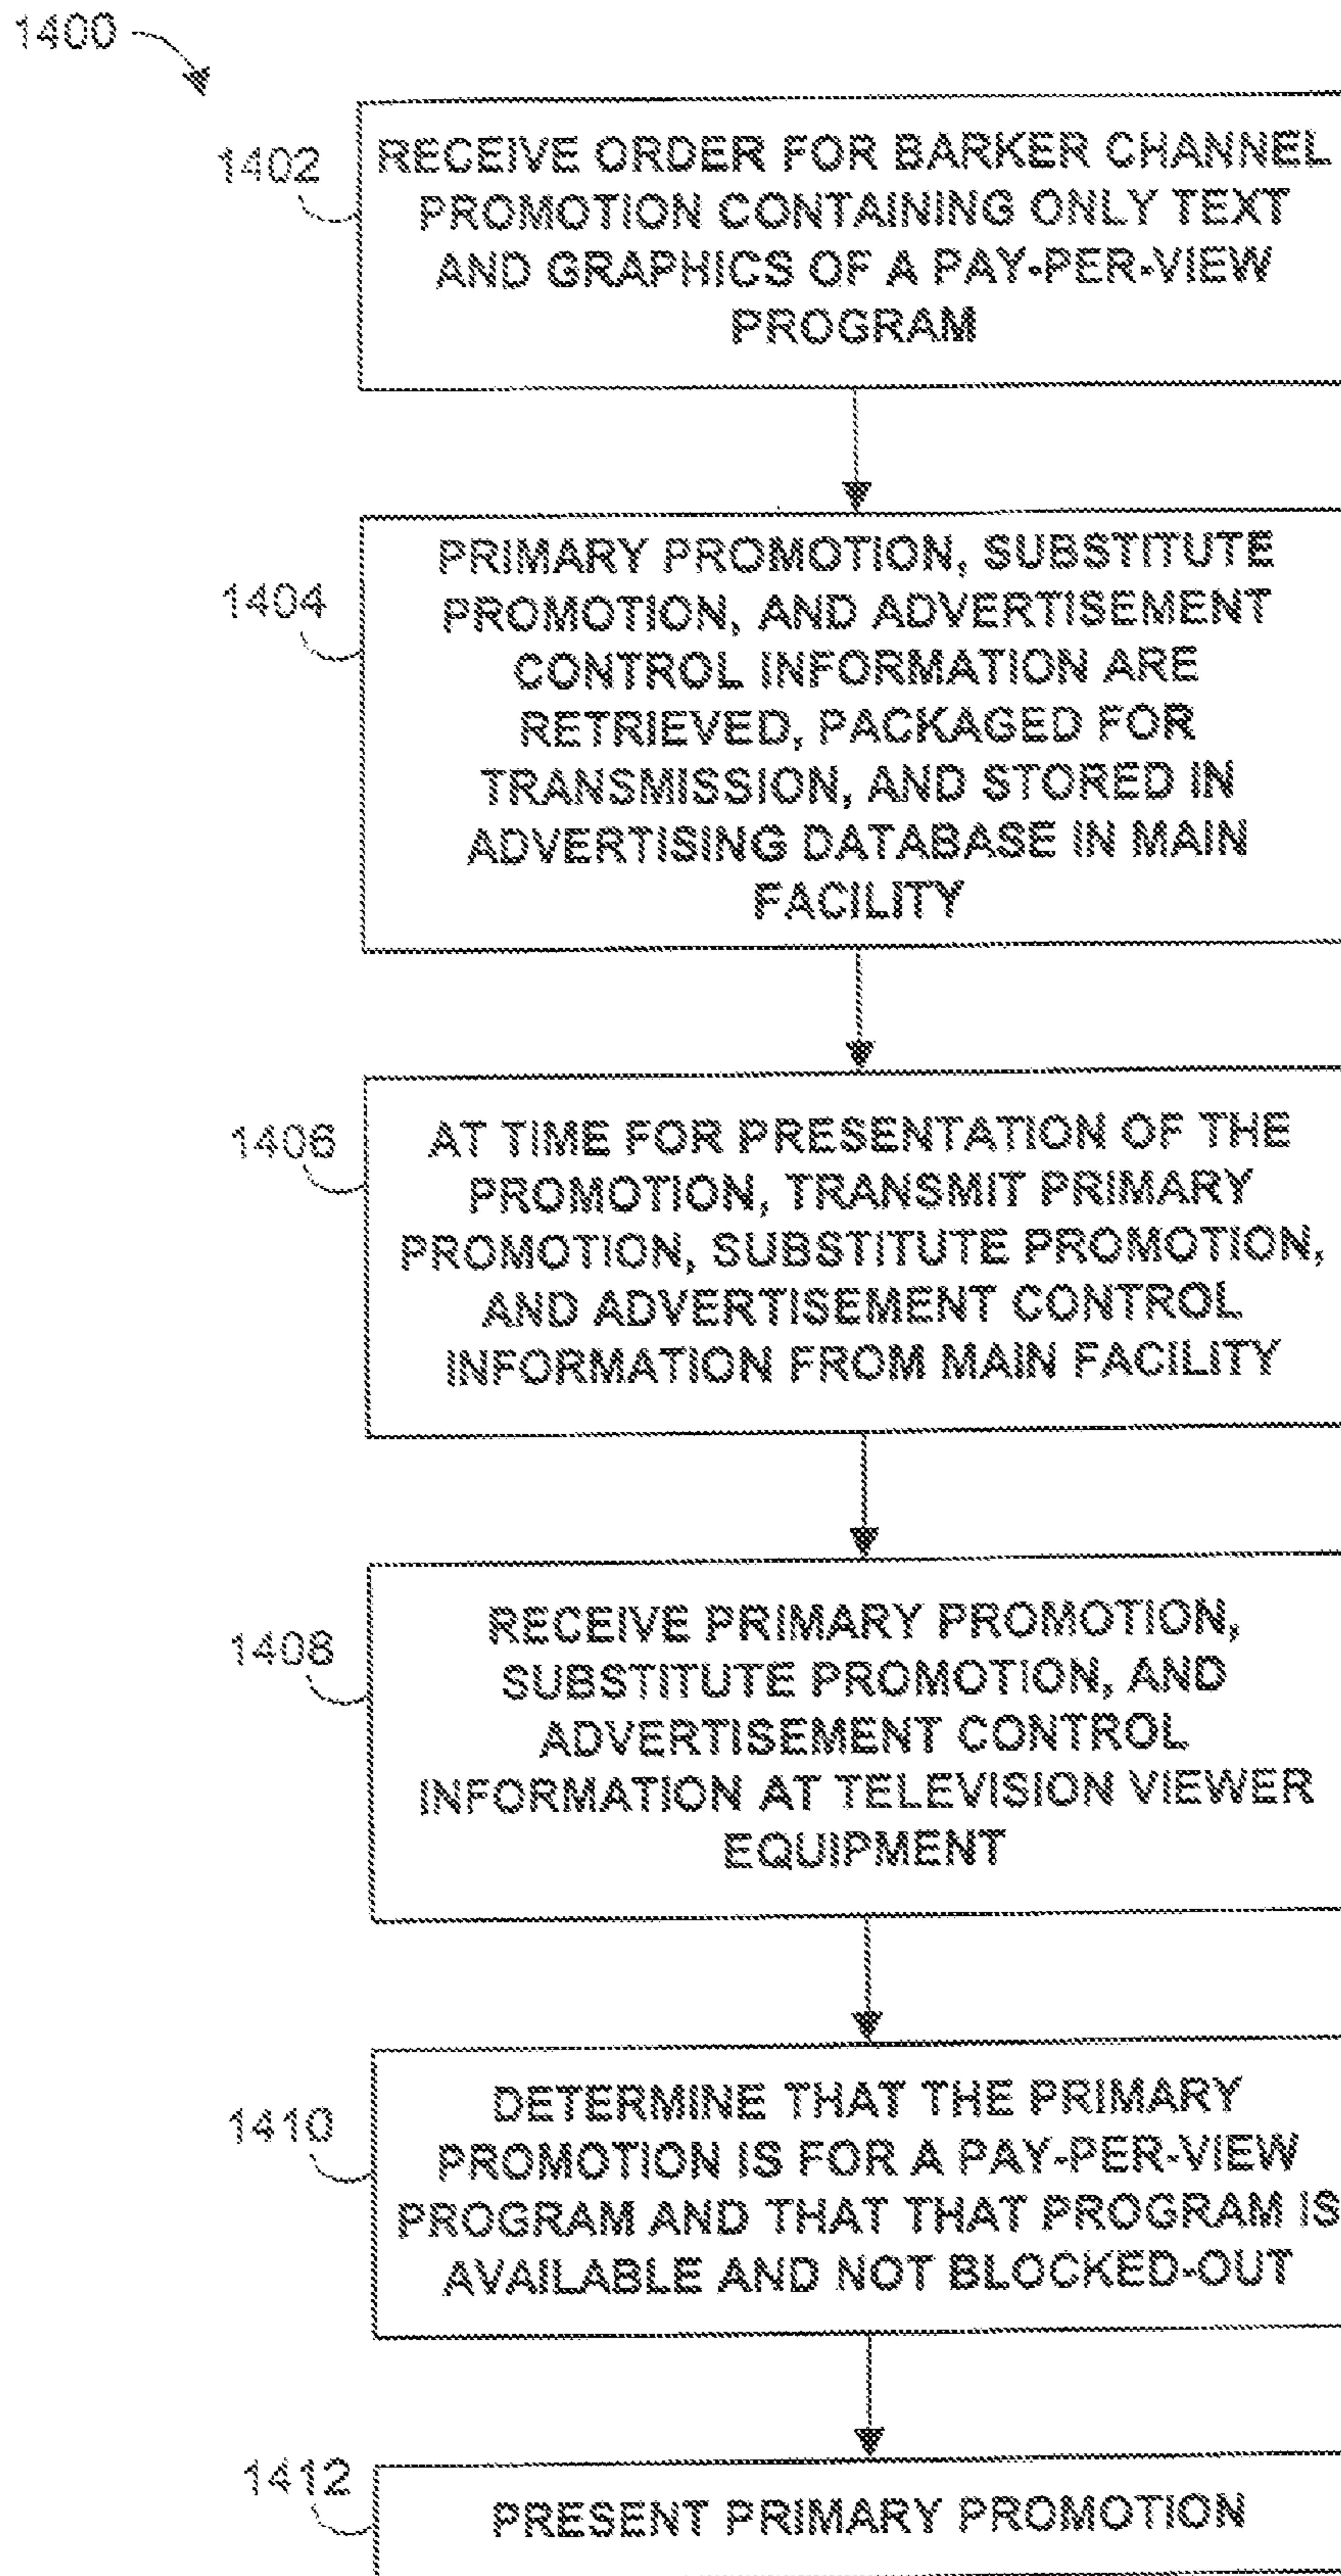 1400
1402
RECEIVE ORDER FOR BARKER CHANNEL
PROMOTION CONTAINING ONLY TEXT
AND GRAPHICS OF A PAY-PER-VIEW
PROGRAM
1404
PRIMARY PROMOTION, SUBSTITUTE
PROMOTION, AND ADVERTISEMENT
CONTROL INFORMATION ARE
RETRIEVED, PACKAGED FOR
TRANSMISSION, AND STORED IN
ADVERTISING DATABASE IN MAIN
FACILITY
1406
AT TIME FOR PRESENTATION OF THE
PROMOTION, TRANSMIT PRIMARY
PROMOTION, SUBSTITUTE PROMOTION,
AND ADVERTISEMENT CONTROL
INFORMATION FROM MAIN FACILITY
1408
RECEIVE PRIMARY PROMOTION,
SUBSTITUTE PROMOTION, AND
ADVERTISEMENT CONTROL
INFORMATION AT TELEVISION VIEWER
EQUIPMENT
1410
DETERMINE THAT THE PRIMARY
PROMOTION IS FOR A PAY-PER-VIEW
PROGRAM AND THAT THAT PROGRAM IS
AVAILABLE AND NOT BLOCKED-OUT
1412
PRESENT PRIMARY PROMOTION